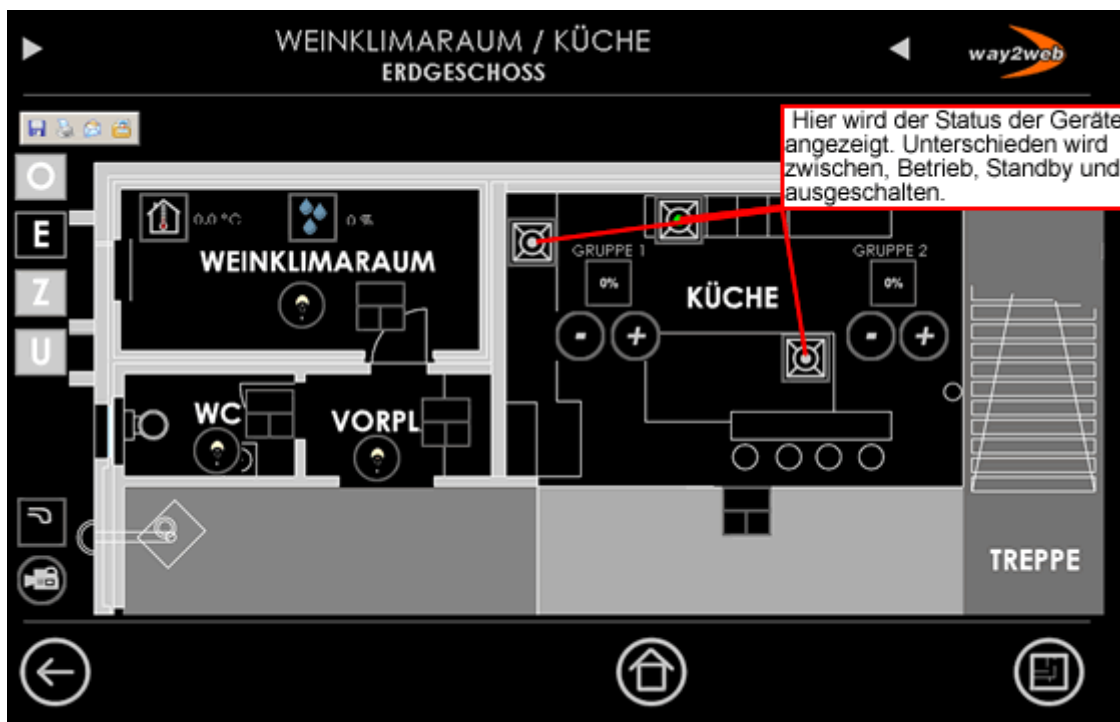 WEINKLIMARAUM / KÜCHE
ERDGESCHOSS
way2web
Hier wird der Status der Geräte
angezeigt. Unterschieden wird
zwischen, Betrieb, Standby und
ausgeschalten.
O
E
Z
U
0.0 °C
0 %
WEINKLIMARAUM
GRUPPE 1
0%
- +
KÜCHE
GRUPPE 2
0%
- +
WC
VORPL
TREPPE